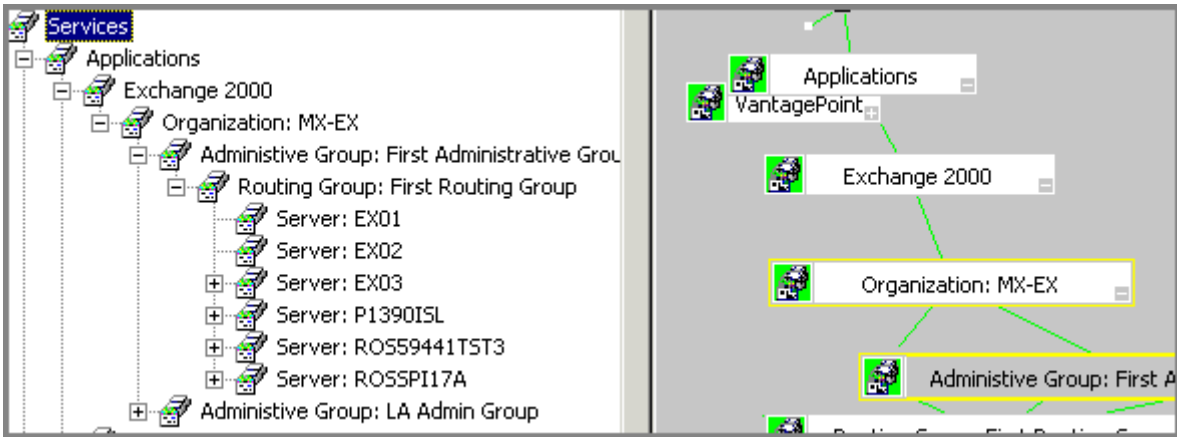 Services
Applications
Exchange 2000
Organization: MX-EX
Administive Group: First Administrative Grou
Routing Group: First Routing Group
Server: EX01
Server: EX02
Server: EX03
Server: P1390ISL
Server: ROS59441TST3
Server: ROSSPI17A
Administive Group: LA Admin Group
Applications
VantagePoint
Exchange 2000
Organization: MX-EX
Administive Group: First A